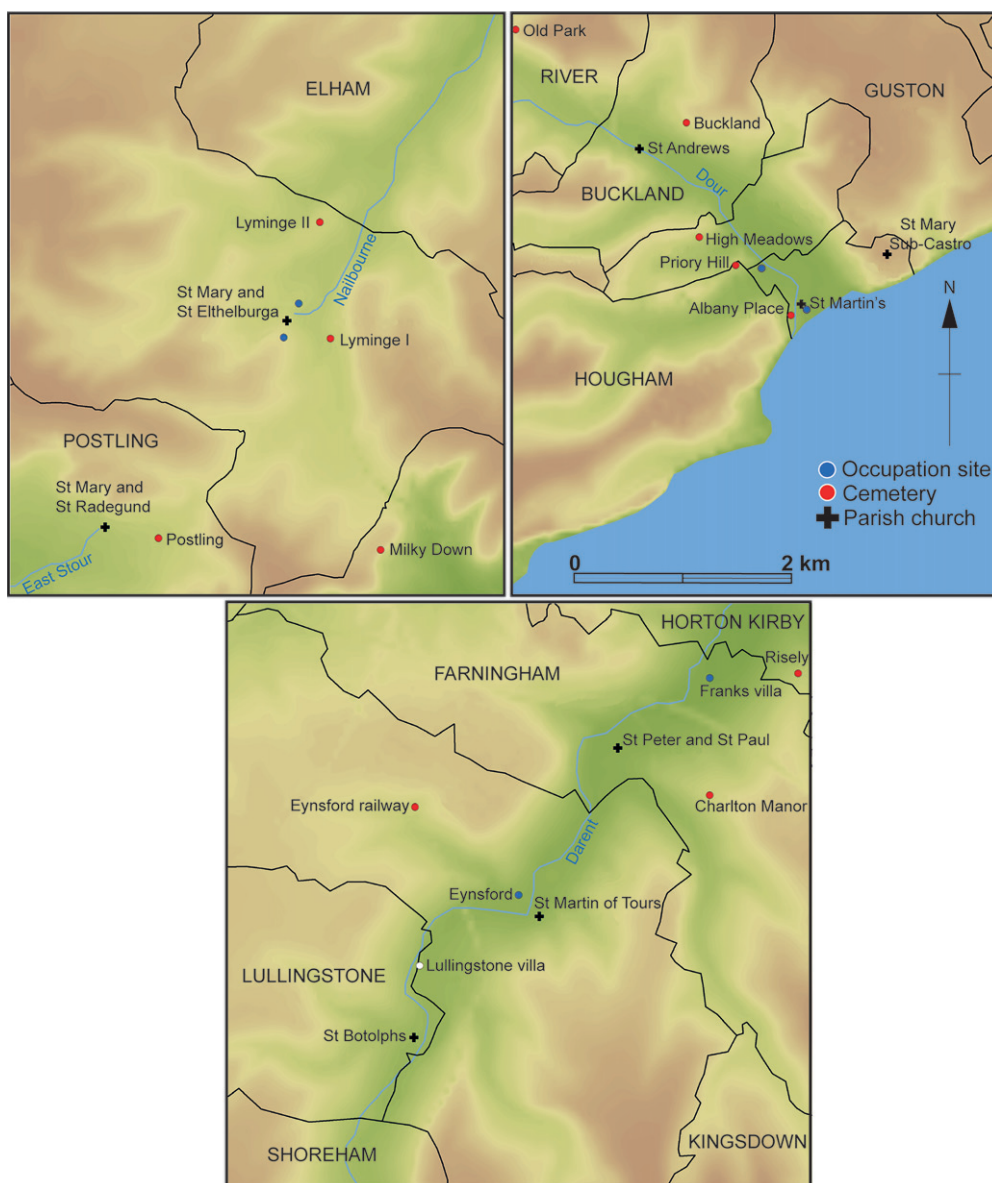 ELHAM
Lyminge II
Nailbourne
St Mary and
St Elthelburga
Lyminge I
POSTLING
St Mary and
St Radegund
Postling
Milky Down
East Stour
Old Park
RIVER
GUSTON
Buckland
St Andrews
Dour
BUCKLAND
St Mary
Sub-Castro
High Meadows
Priory Hill
N
Albany Place
St Martin's
HOUGHAM
Occupation site
Cemetery
Parish church
0 2 km
HORTON KIRBY
Risely
FARNINGHAM
Franks villa
St Peter and St Paul
Eynsford railway
Charlton Manor
Darent
Eynsford
St Martin of Tours
Lullingstone villa
LULLINGSTONE
St Botolphs
SHOREHAM
KINGSDOWN